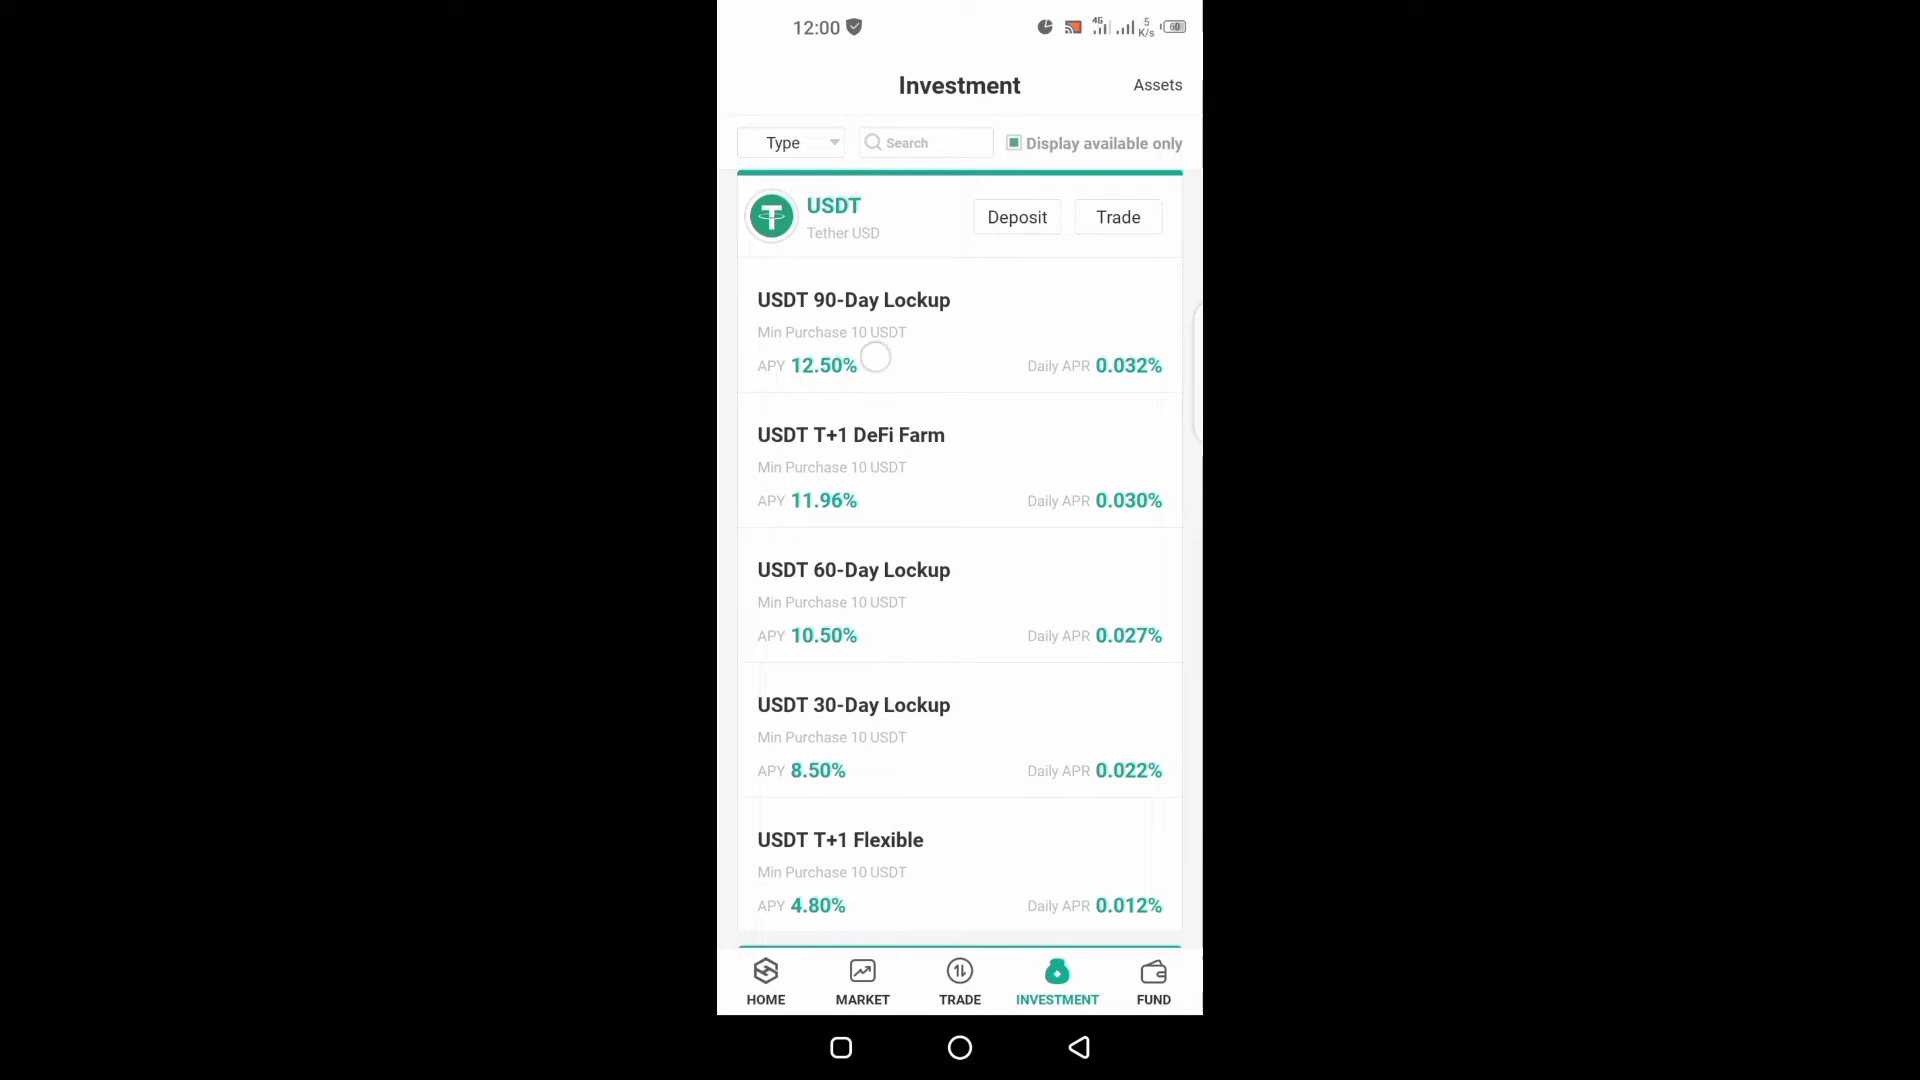 12:00
4G
5
K/s
60
Investment
Assets
Type
Search
Display available only
USDT
Tether USD
Deposit
Trade
USDT 90-Day Lockup
Min Purchase 10 USDT
APY 12.50%
Daily APR 0.032%
USDT T+1 DeFi Farm
Min Purchase 10 USDT
APY 11.96%
Daily APR 0.030%
USDT 60-Day Lockup
Min Purchase 10 USDT
APY 10.50%
Daily APR 0.027%
USDT 30-Day Lockup
Min Purchase 10 USDT
APY 8.50%
Daily APR 0.022%
USDT T+1 Flexible
Min Purchase 10 USDT
APY 4.80%
Daily APR 0.012%
HOME
MARKET
TRADE
INVESTMENT
FUND